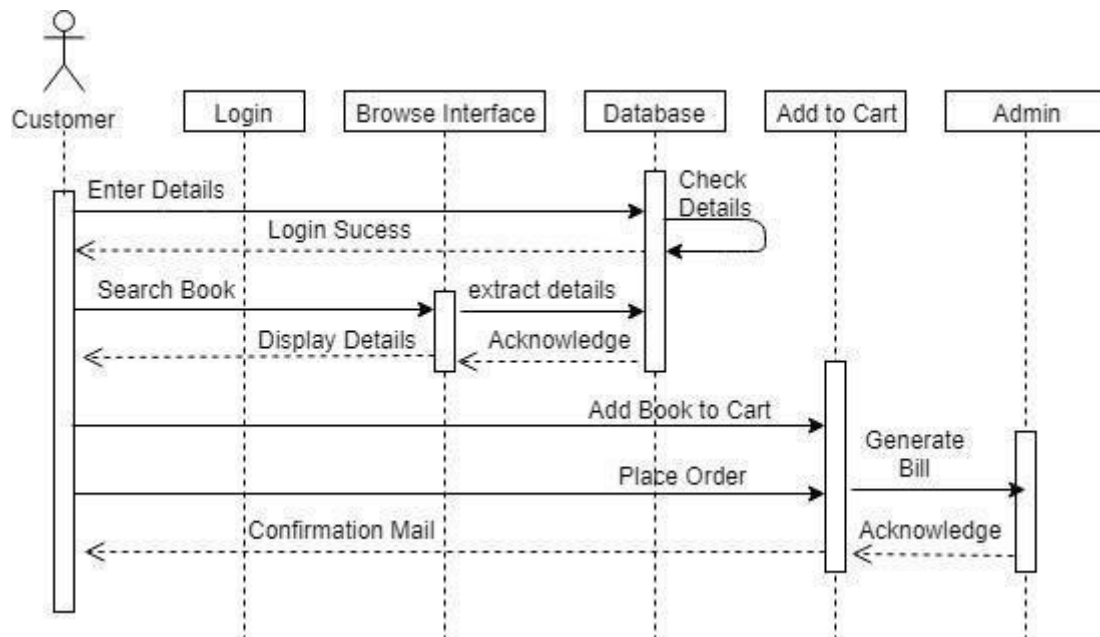 Customer
Login
Browse Interface
Database
Add to Cart
Admin
Enter Details
Check
Details
Login Sucess
Search Book
extract details
Display Details
Acknowledge
Add Book to Cart
Generate
Bill
Place Order
Confirmation Mail
Acknowledge